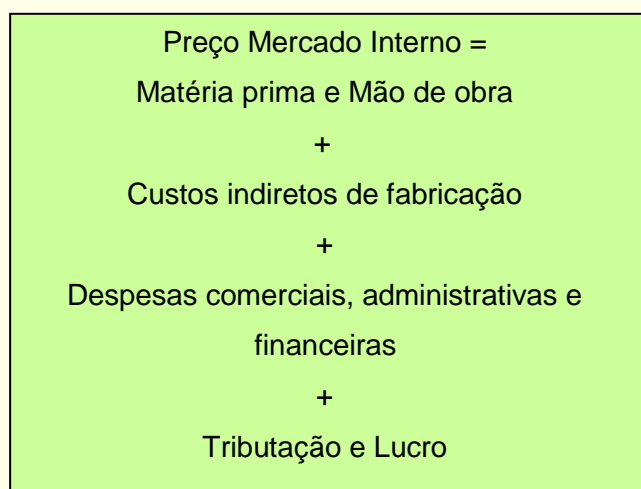 Preço Mercado Interno =
Matéria prima e Mão de obra
+
Custos indiretos de fabricação
+
Despesas comerciais, administrativas e
financeiras
+
Tributação e Lucro